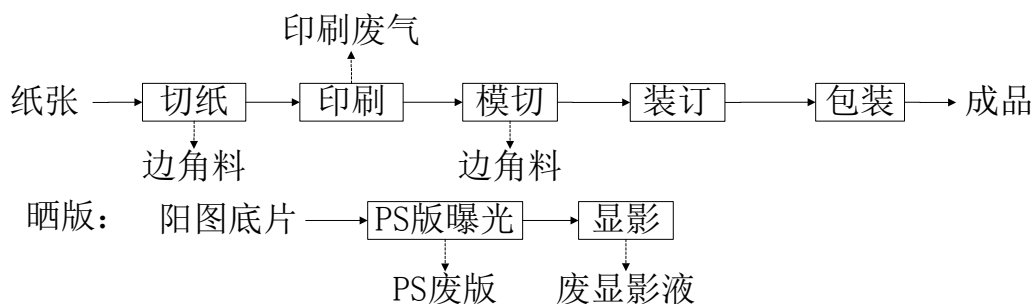 印刷废气
纸张 切纸 印刷 模切 装订 包装 成品
边角料 边角料
晒版： 阳图底片 PS版曝光 显影
PS废版 废显影液